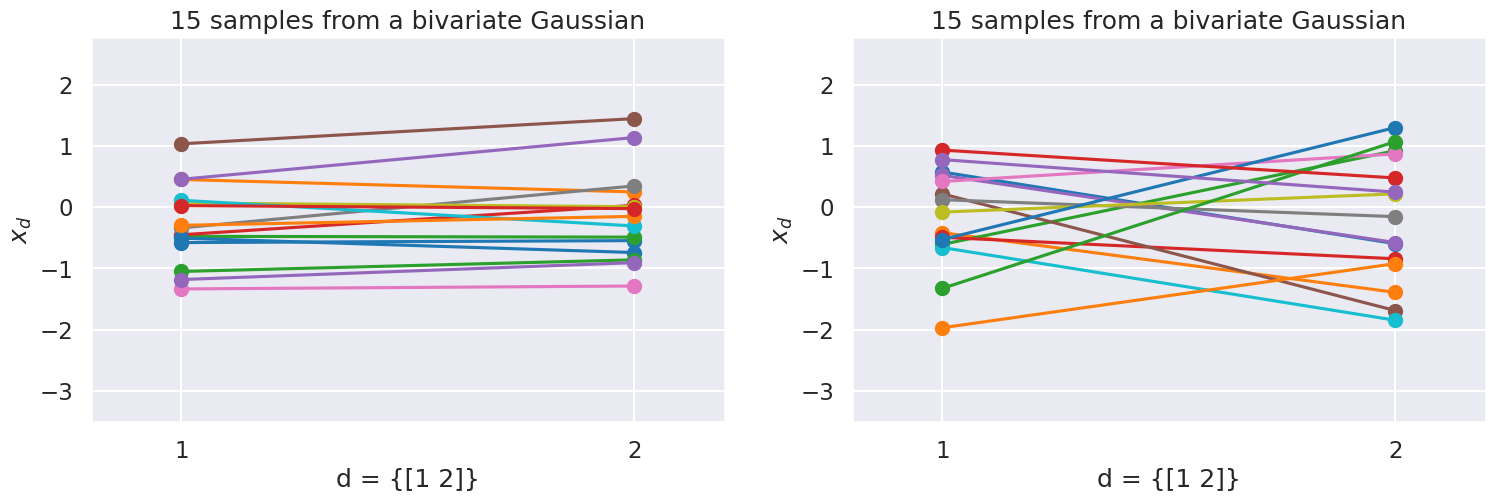 15 samples from a bivariate Gaussian
2
1
0
−1
−2
−3
x_d
1 2
d = {[1 2]}
15 samples from a bivariate Gaussian
2
1
0
−1
−2
−3
x_d
1 2
d = {[1 2]}